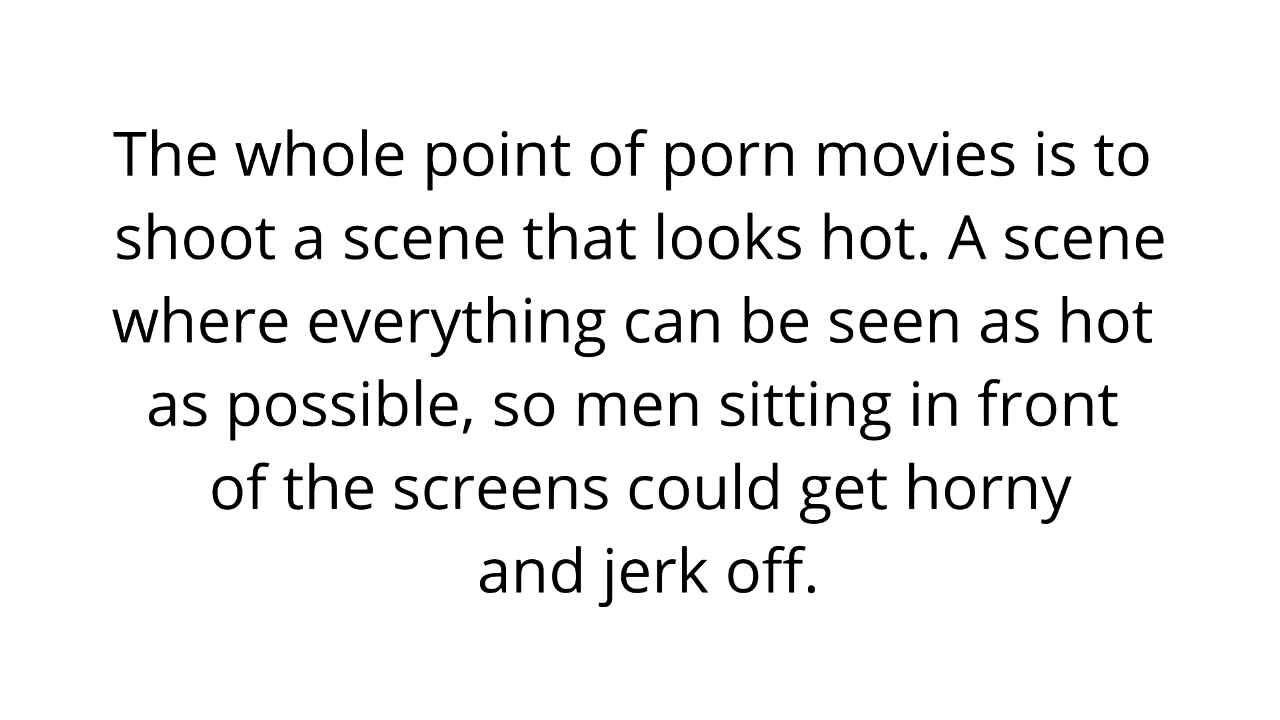 The whole point of porn movies is to
shoot a scene that looks hot. A scene
where everything can be seen as hot
as possible, so men sitting in front
of the screens could get horny
and jerk off.